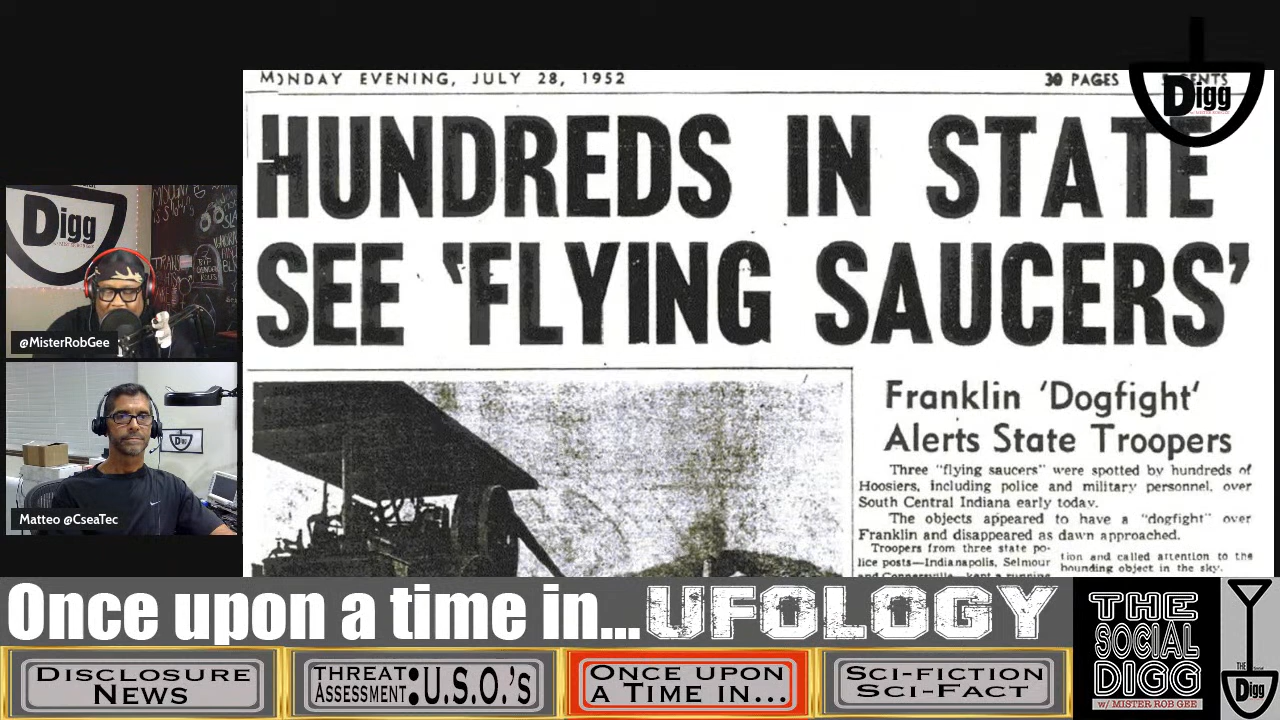 MONDAY EVENING, JULY 28, 1952
30 PAGES
CENTS
Digg
HUNDREDS IN STATE
SEE 'FLYING SAUCERS'
Franklin 'Dogfight'
Alerts State Troopers
Three "flying saucers" were spotted by hundreds of
Hoosiers, including police and military personnel, over
South Central Indiana early today.
The objects appeared to have a "dogfight" over
Franklin and disappeared as dawn approached.
Troopers from three state po-
lice posts—Indianapolis, Selmour
tion and called attention to the
hounding object in the sky.
Digg
@MisterRobGee
Digg
Matteo @CseaTec
Once upon a time in... UFOLOGY
DISCLOSURE
NEWS
THREAT
ASSESSMENT: U.S.O.'s
ONCE UPON
A TIME IN...
SCI-FICTION
SCI-FACT
THE
SOCIAL
DIGG
w/ MISTER ROB GEE
THE
Digg